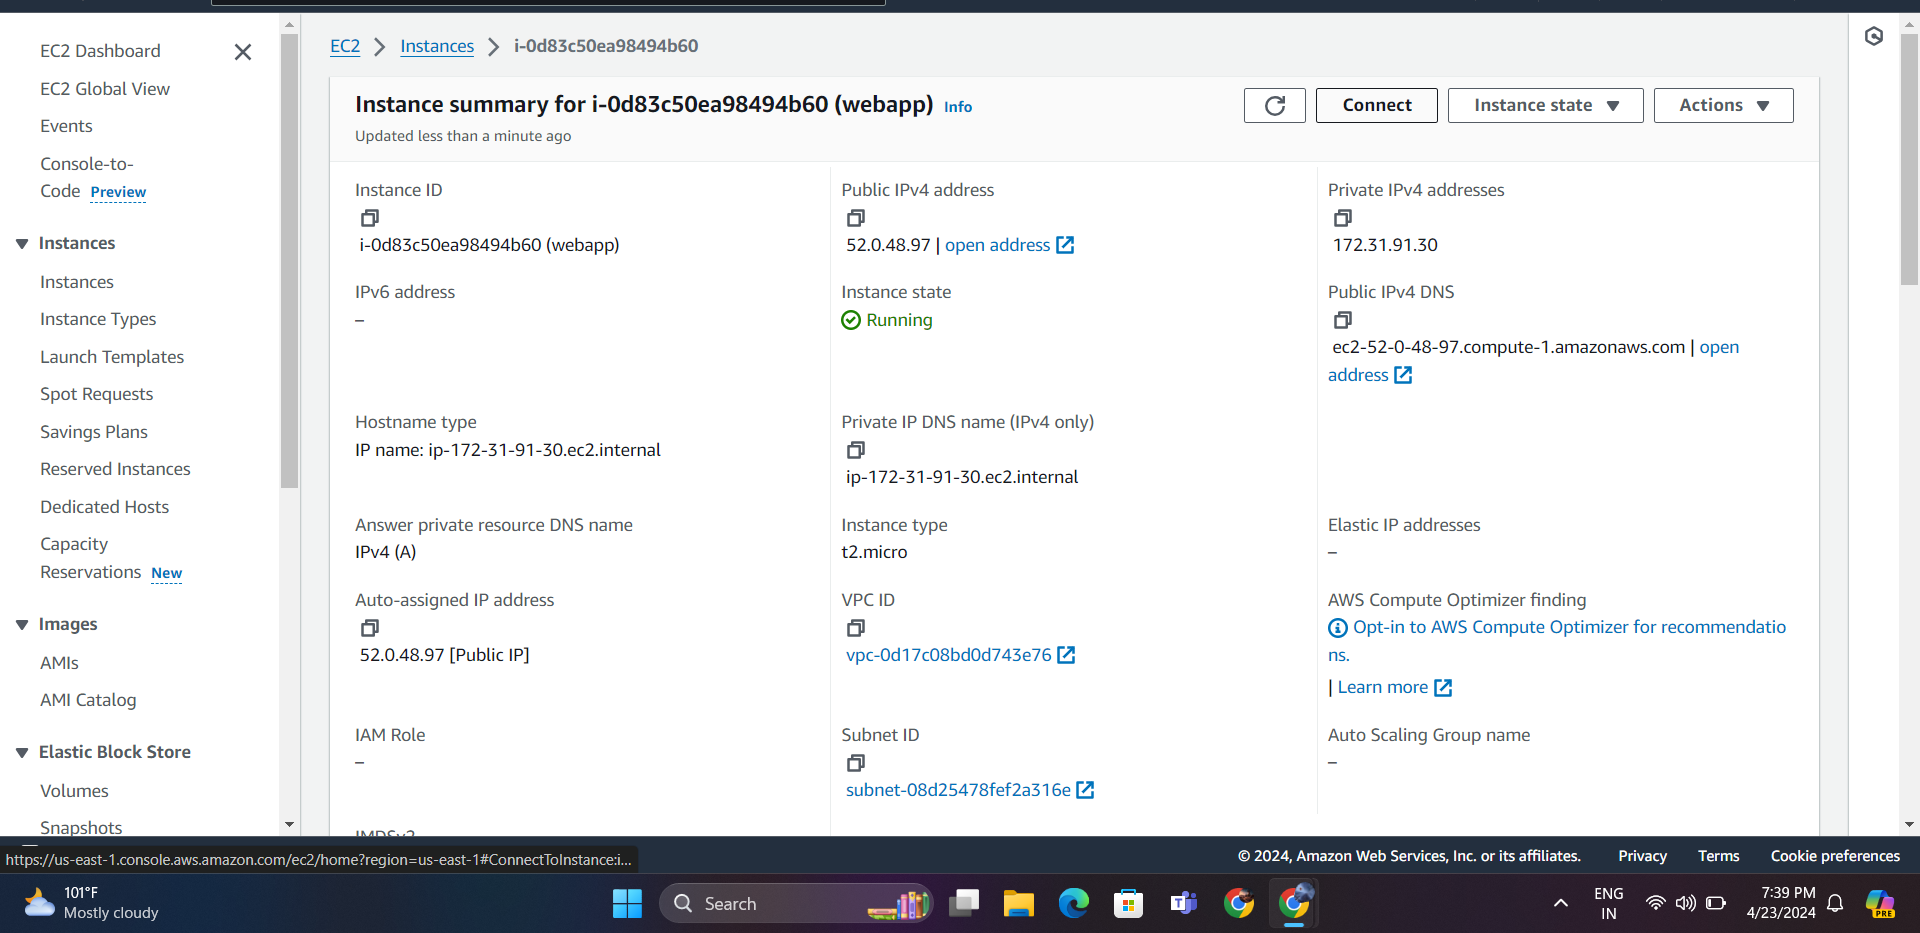 EC2 Dashboard
EC2 Global View
Events
Console-to-
Code Preview
Instances
Instances
Instance Types
Launch Templates
Spot Requests
Savings Plans
Reserved Instances
Dedicated Hosts
Capacity
Reservations New
Images
AMIs
AMI Catalog
Elastic Block Store
Volumes
Snapshots
EC2 > Instances > i-0d83c50ea98494b60
Instance summary for i-0d83c50ea98494b60 (webapp) Info
Updated less than a minute ago
Connect
Instance state
Actions
Instance ID
i-0d83c50ea98494b60 (webapp)
Public IPv4 address
52.0.48.97 | open address
Private IPv4 addresses
172.31.91.30
IPv6 address
–
Instance state
Running
Public IPv4 DNS
ec2-52-0-48-97.compute-1.amazonaws.com | open
address
Hostname type
IP name: ip-172-31-91-30.ec2.internal
Private IP DNS name (IPv4 only)
ip-172-31-91-30.ec2.internal
Answer private resource DNS name
IPv4 (A)
Instance type
t2.micro
Elastic IP addresses
–
Auto-assigned IP address
52.0.48.97 [Public IP]
VPC ID
vpc-0d17c08bd0d743e76
AWS Compute Optimizer finding
Opt-in to AWS Compute Optimizer for recommendatio
ns.
| Learn more
IAM Role
–
Subnet ID
subnet-08d25478fef2a316e
Auto Scaling Group name
–
IMDSv2
https://us-east-1.console.aws.amazon.com/ec2/home?region=us-east-1#ConnectToInstance:i...
© 2024, Amazon Web Services, Inc. or its affiliates.
Privacy
Terms
Cookie preferences
101°F
Mostly cloudy
Search
ENG
IN
7:39 PM
4/23/2024
PRE